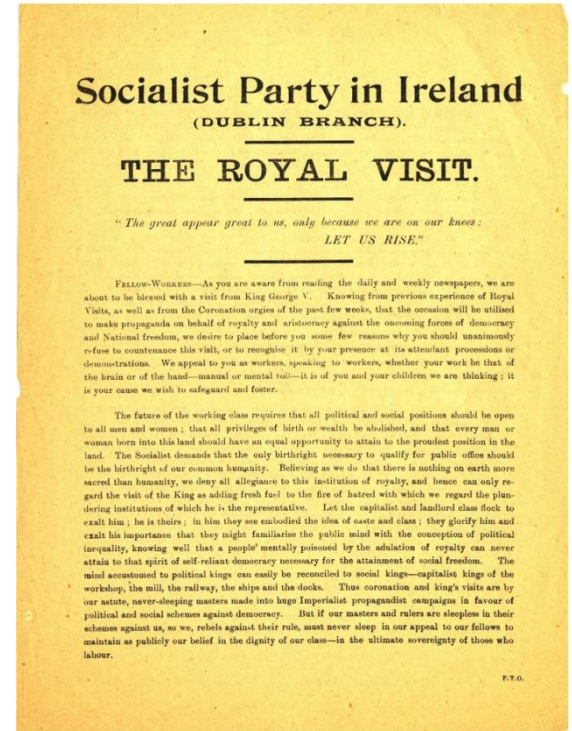 Socialist Party in Ireland
(DUBLIN BRANCH).
THE ROYAL VISIT.
“ The great appear great to us, only because we are on our knees:
LET US RISE.”
FELLOW-WORKERS—As you are aware from reading the daily and weekly newspapers, we are
about to be blessed with a visit from King George V. Knowing from previous experience of Royal
Visits, as well as from the Coronation orgies of the past few weeks, that the occasion will be utilised
to make propaganda on behalf of royalty and aristocracy against the oncoming forces of democracy
and National freedom, we desire to place before you some few reasons why you should unanimously
refuse to countenance this visit, or to recognise it by your presence at its attendant processions or
demonstrations. We appeal to you as workers, speaking to workers, whether your work be that of
the brain or of the hand—manual or mental toil—it is of you and your children we are thinking ; it
is your cause we wish to safeguard and foster.
The future of the working class requires that all political and social positions should be open
to all men and women ; that all privileges of birth or wealth be abolished, and that every man or
woman born into this land should have an equal opportunity to attain to the proudest position in the
land. The Socialist demands that the only birthright necessary to qualify for public office should
be the birthright of our common humanity. Believing as we do that there is nothing on earth more
sacred than humanity, we deny all allegiance to this institution of royalty, and hence can only re-
gard the visit of the King as adding fresh fuel to the fire of hatred with which we regard the plun-
dering institutions of which he is the representative. Let the capitalist and landlord class flock to
exalt him ; he is theirs ; in him they see embodied the idea of caste and class ; they glorify him and
exalt his importance that they might familiarise the public mind with the conception of political
inequality, knowing well that a people mentally poisoned by the adulation of royalty can never
attain to that spirit of self-reliant democracy necessary for the attainment of social freedom. The
mind accustomed to political kings can easily be reconciled to social kings—capitalist kings of the
workshop, the mill, the railway, the ships and the docks. Thus coronation and king's visits are by
our astute, never-sleeping masters made into huge Imperialist propagandist campaigns in favour of
political and social schemes against democracy. But if our masters and rulers are sleepless in their
schemes against us, so we, rebels against their rule, must never sleep in our appeal to our fellows to
maintain as publicly our belief in the dignity of our class—in the ultimate sovereignty of those who
labour.
P.T.O.